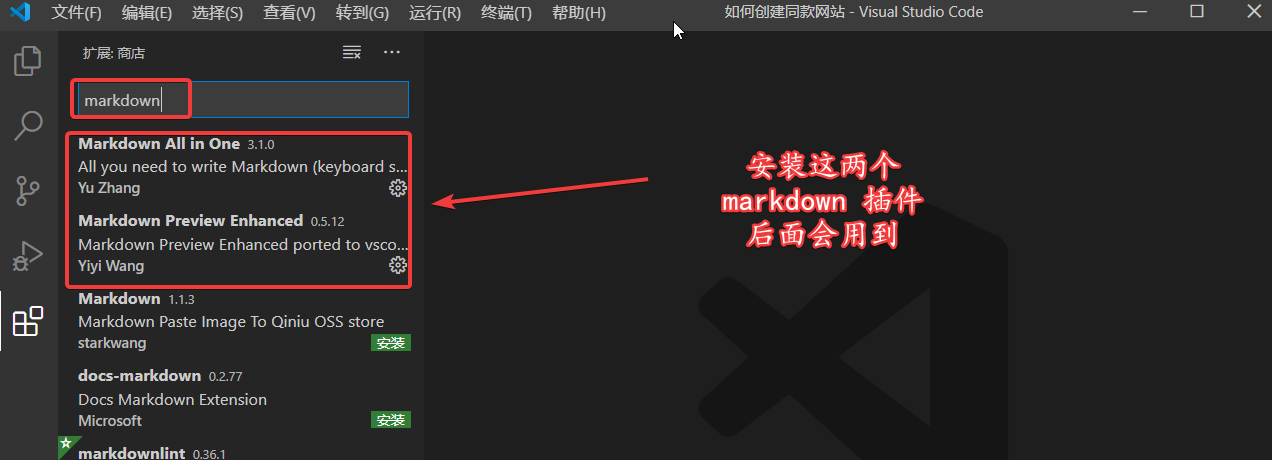 文件(F) 编辑(E) 选择(S) 查看(V) 转到(G) 运行(R) 终端(T) 帮助(H) 如何创建同款网站 - Visual Studio Code
扩展: 商店
markdown
Markdown All in One 3.1.0
All you need to write Markdown (keyboard s...
Yu Zhang
Markdown Preview Enhanced 0.5.12
Markdown Preview Enhanced ported to vsco...
Yiyi Wang
Markdown 1.1.3
Markdown Paste Image To Qiniu OSS store
starkwang 安装
docs-markdown 0.2.77
Docs Markdown Extension
Microsoft 安装
markdownlint 0.36.1
安装这两个
markdown 插件
后面会用到